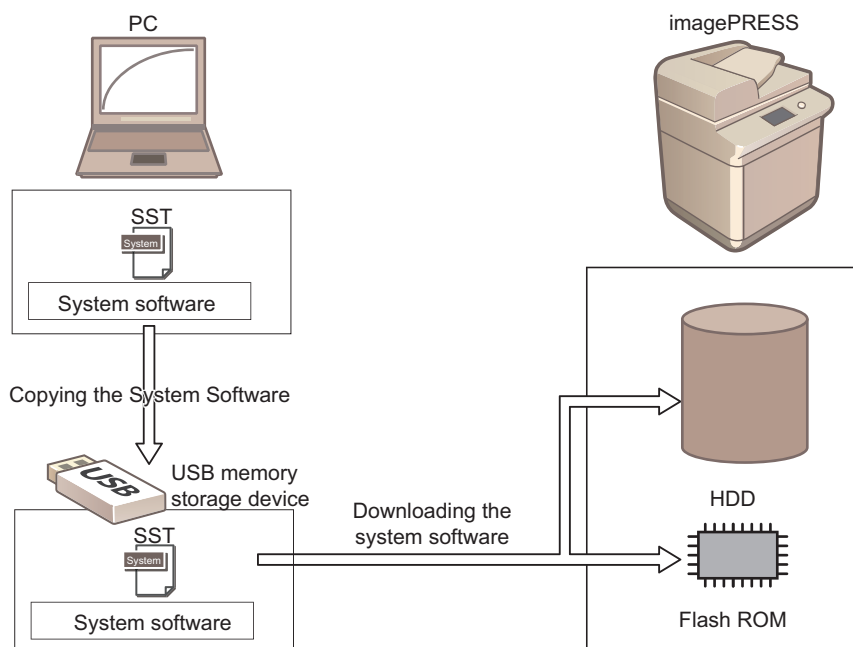 PC
imagePRESS
SST
System
System software
Copying the System Software
USB
USB memory
storage device
SST
System
System software
Downloading the
system software
HDD
Flash ROM